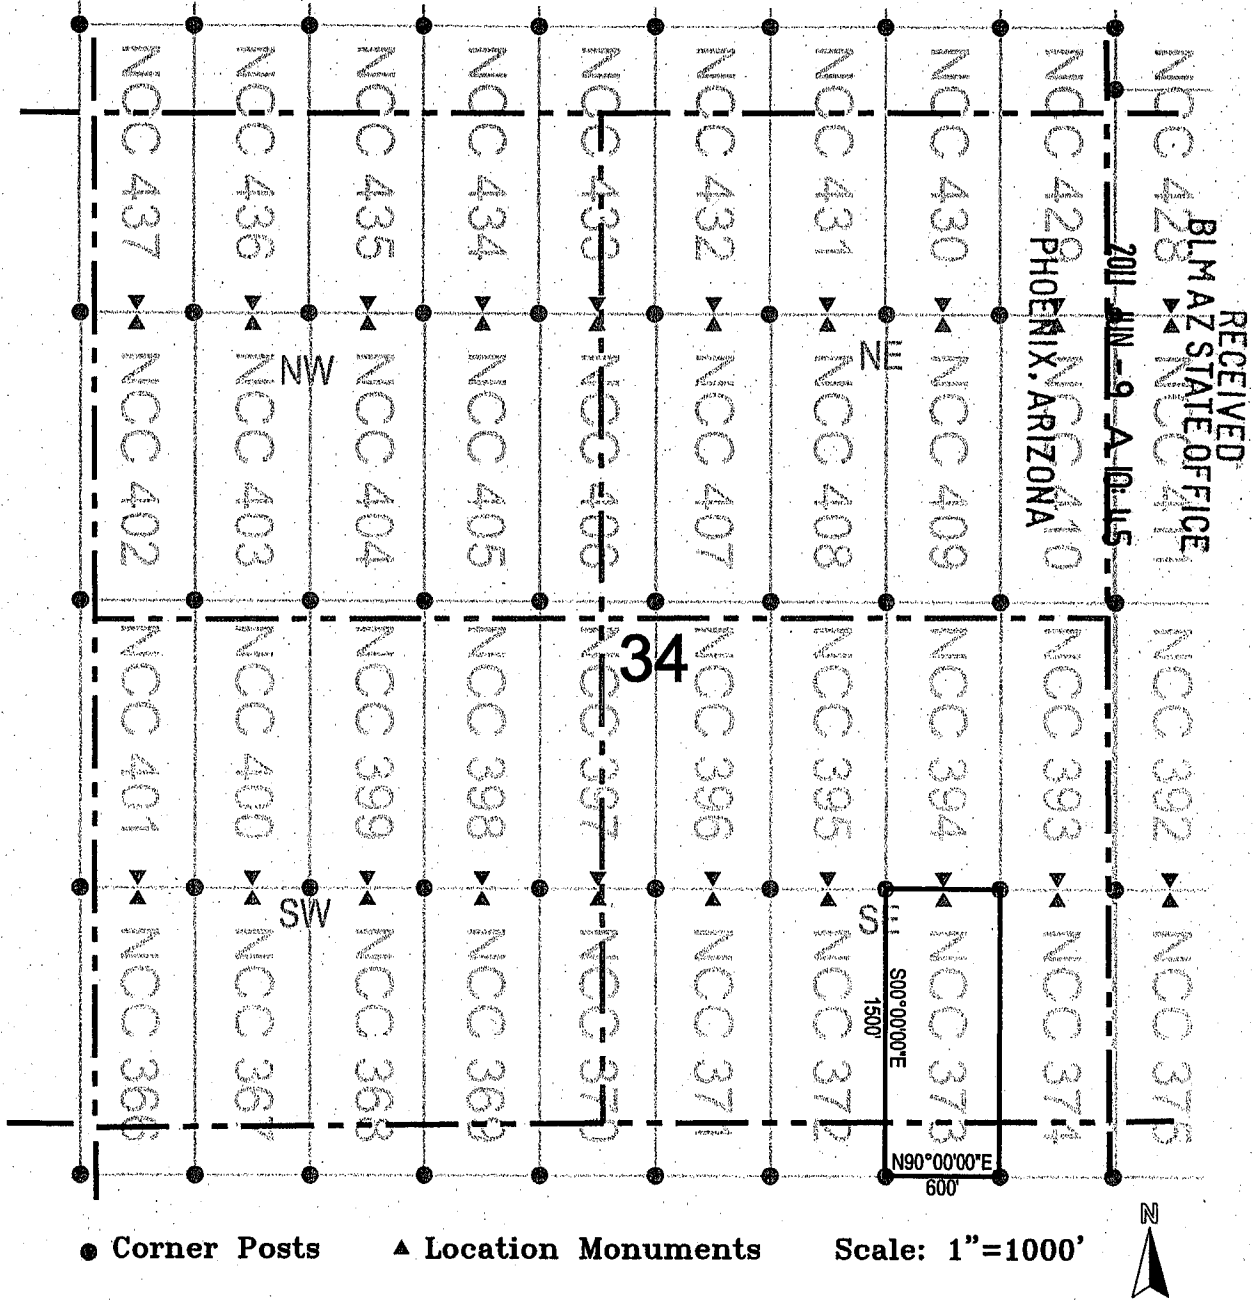 NCC 437
NCC 436
NCC 435
NCC 434
NCC 433
NCC 432
NCC 431
NCC 430
NCC 429
NCC 428
RECEIVED
BLM AZ STATE OFFICE
2011 JUN -9 A 10:45
PHOENIX, ARIZONA
NW
NE
NCC 402
NCC 403
NCC 404
NCC 405
NCC 406
NCC 407
NCC 408
NCC 409
NCC 410
NCC 411
34
NCC 401
NCC 400
NCC 399
NCC 398
NCC 397
NCC 396
NCC 395
NCC 394
NCC 393
NCC 392
SW
SE
NCC 366
NCC 367
NCC 368
NCC 369
NCC 370
NCC 371
NCC 372
NCC 373
NCC 374
NCC 375
S00°00'00"E
1500'
N90°00'00"E
600'
N
Corner Posts
Location Monuments
Scale: 1"=1000'